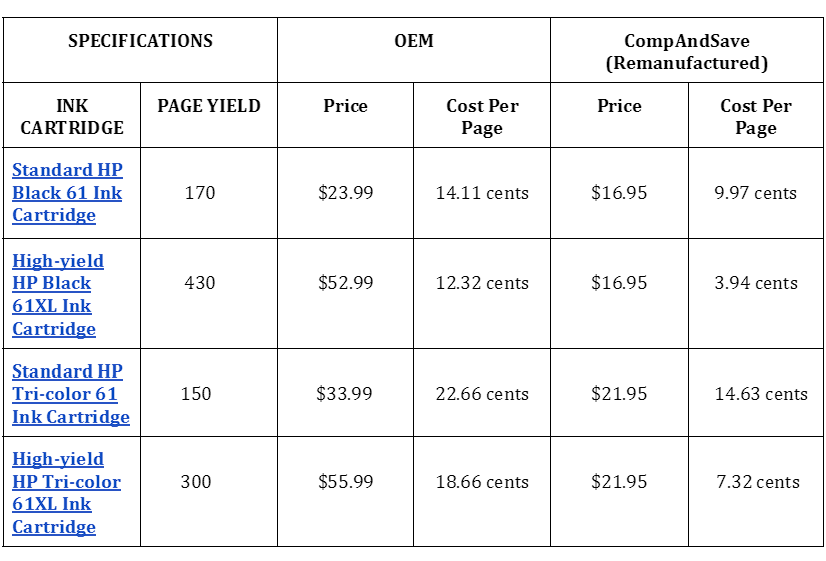 SPECIFICATIONS OEM CompAndSave
(Remanufactured)
INK
CARTRIDGE PAGE YIELD Price Cost Per
Page Price Cost Per
Page
Standard HP
Black 61 Ink
Cartridge 170 $23.99 14.11 cents $16.95 9.97 cents
High-yield
HP Black
61XL Ink
Cartridge 430 $52.99 12.32 cents $16.95 3.94 cents
Standard HP
Tri-color 61
Ink Cartridge 150 $33.99 22.66 cents $21.95 14.63 cents
High-yield
HP Tri-color
61XL Ink
Cartridge 300 $55.99 18.66 cents $21.95 7.32 cents